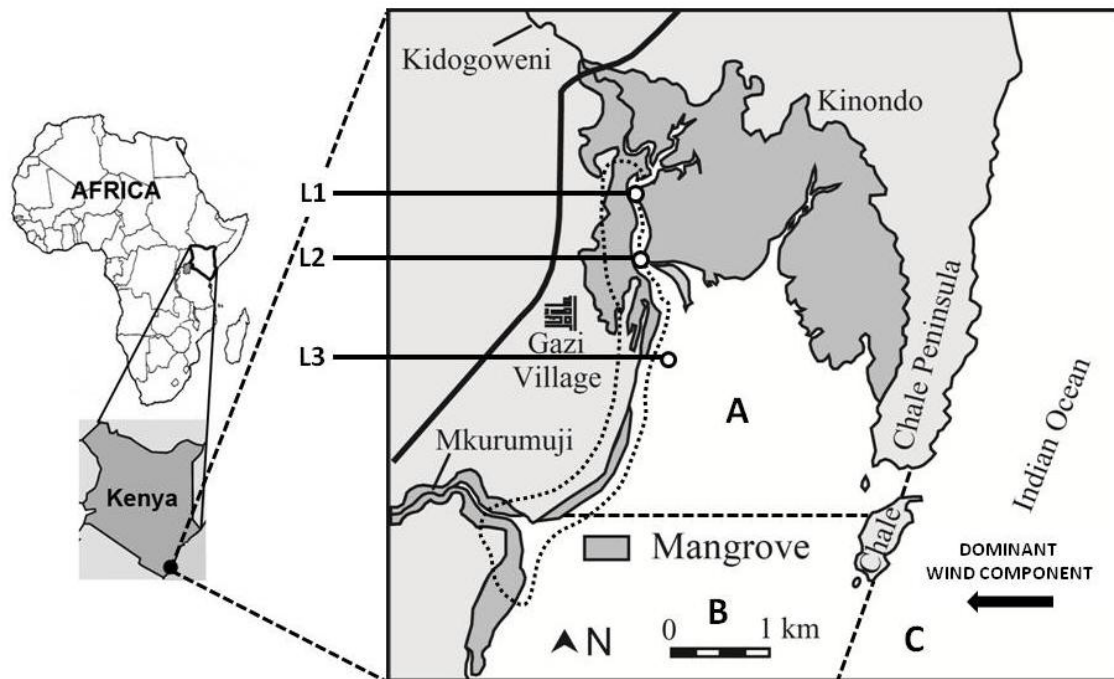 Kidogoweni
Kinondo
AFRICA
L1
L2
L3
Gazi
Village
A
Chale Peninsula
Indian Ocean
Mkurumuji
Kenya
Mangrove
Chale
DOMINANT
WIND COMPONENT
B
C
N
0 1 km